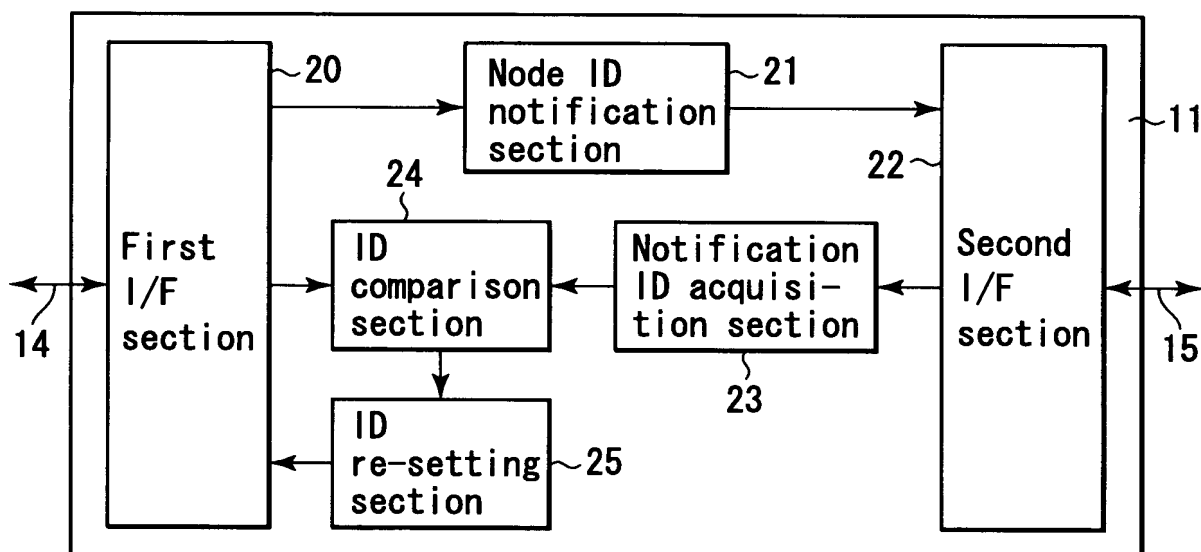 20
Node ID
notification
section
21
11
22
24
First
I/F
section
ID
comparison
section
Notification
ID acquisi-
tion section
Second
I/F
section
14
15
23
ID
re-setting
section
25